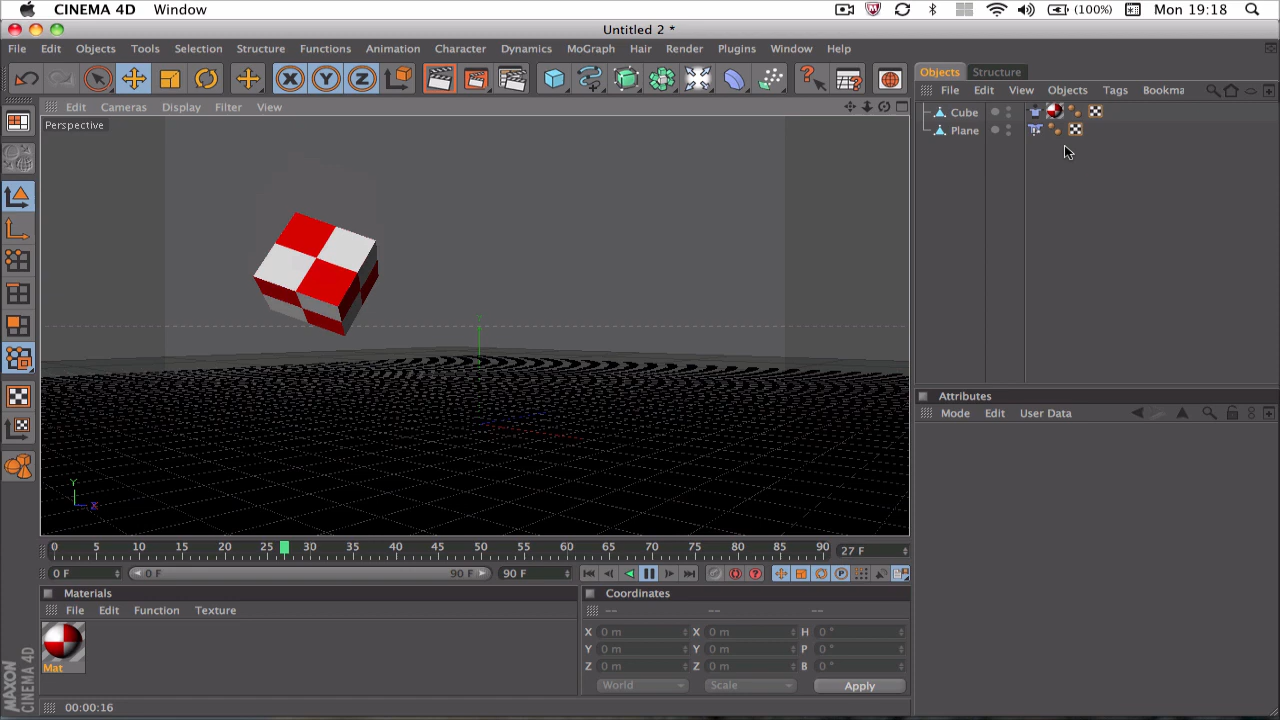 CINEMA 4D Window (100%) Mon 19:18
Untitled 2 *
File Edit Objects Tools Selection Structure Functions Animation Character Dynamics MoGraph Hair Render Plugins Window Help
X Y Z
Objects Structure
Edit Cameras Display Filter View
File Edit View Objects Tags Bookma
Perspective
Cube
Plane
Y
X
Attributes
Mode Edit User Data
0 5 10 15 20 25 30 35 40 45 50 55 60 65 70 75 80 85 90 27 F
0 F 0 F 90 F 90 F
Materials
File Edit Function Texture
Mat
Coordinates
-- -- --
X 0 m X 0 m H 0 °
Y 0 m Y 0 m P 0 °
Z 0 m Z 0 m B 0 °
World Scale Apply
MAXON
CINEMA 4D
00:00:16